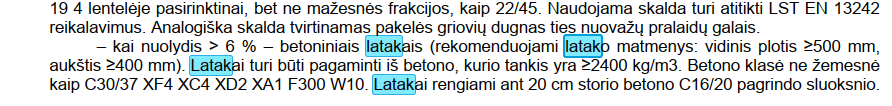 19 4 lentelėje pasirinktinai, bet ne mažesnės frakcijos, kaip 22/45. Naudojama skalda turi atitikti LST EN 13242
reikalavimus. Analogiška skalda tvirtinamas pakelės griovių dugnas ties nuovažų pralaidų galais.
– kai nuolydis > 6 % – betoniniais latakais (rekomenduojami latako matmenys: vidinis plotis ≥500 mm,
aukštis ≥400 mm). Latakai turi būti pagaminti iš betono, kurio tankis yra ≥2400 kg/m3. Betono klasė ne žemesnė
kaip C30/37 XF4 XC4 XD2 XA1 F300 W10. Latakai rengiami ant 20 cm storio betono C16/20 pagrindo sluoksnio.